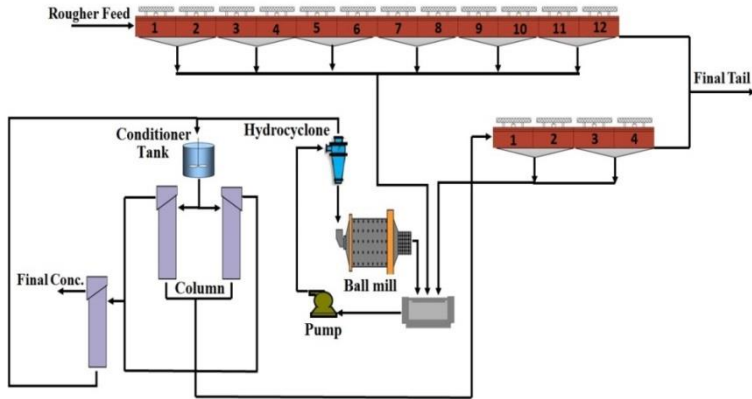 Rougher Feed
1 2 3 4 5 6 7 8 9 10 11 12
Final Tail
Conditioner
Tank
Hydrocyclone
1 2 3 4
Final Conc.
Column
Ball mill
Pump